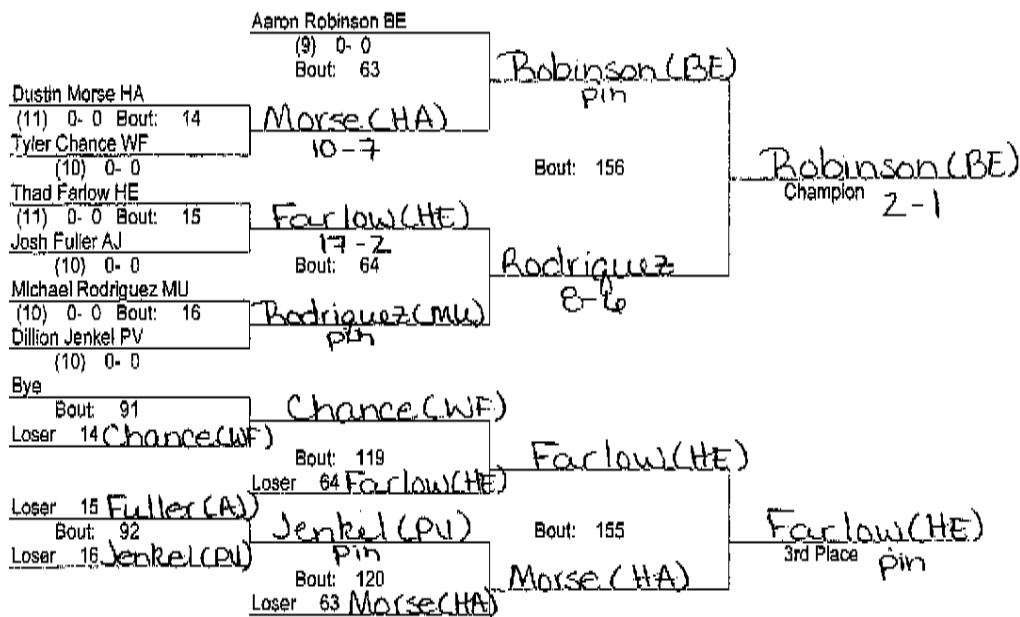 Aaron Robinson BE
(9) 0- 0
Bout: 63
Robinson (BE)
pin
Dustin Morse HA
(11) 0- 0 Bout: 14
Morse (HA)
10-7
Tyler Chance WF
(10) 0- 0
Bout: 156
Robinson (BE)
Champion 2-1
Thad Farlow HE
(11) 0- 0 Bout: 15
Farlow (HE)
17-2
Josh Fuller AJ
(10) 0- 0
Bout: 64
Rodriguez
8-6
Michael Rodriguez MU
(10) 0- 0 Bout: 16
Rodriguez (MU)
pin
Dillion Jenkel PV
(10) 0- 0
Bye
Bout: 91
Chance (WF)
Loser 14 Chance (WF)
Bout: 119
Farlow (HE)
Loser 64 Farlow (HE)
Loser 15 Fuller (AJ)
Bout: 92
Jenkel (PV)
pin
Loser 16 Jenkel (PV)
Bout: 155
Farlow (HE)
3rd Place pin
Bout: 120
Morse (HA)
Loser 63 Morse (HA)